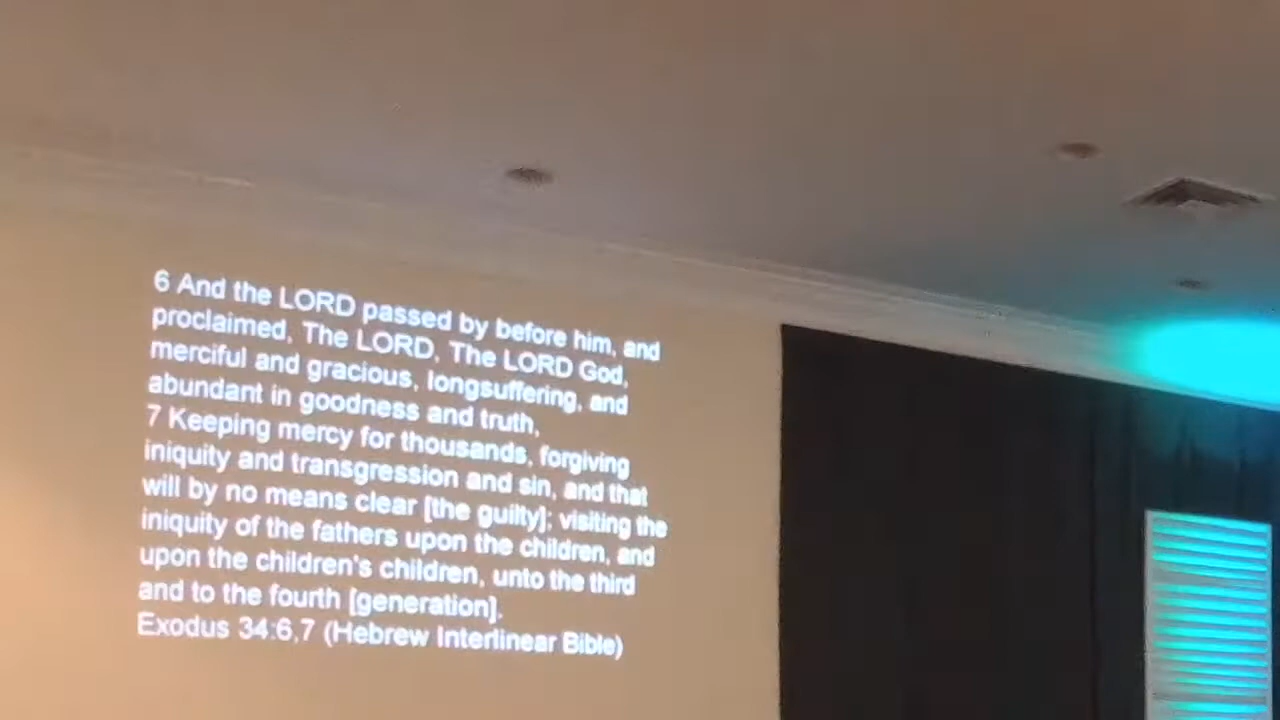 6 And the LORD passed by before him, and
proclaimed, The LORD, The LORD God,
merciful and gracious, longsuffering, and
abundant in goodness and truth,
7 Keeping mercy for thousands, forgiving
iniquity and transgression and sin, and that
will by no means clear [the guilty]; visiting the
iniquity of the fathers upon the children, and
upon the children's children, unto the third
and to the fourth [generation].
Exodus 34:6,7 (Hebrew Interlinear Bible)